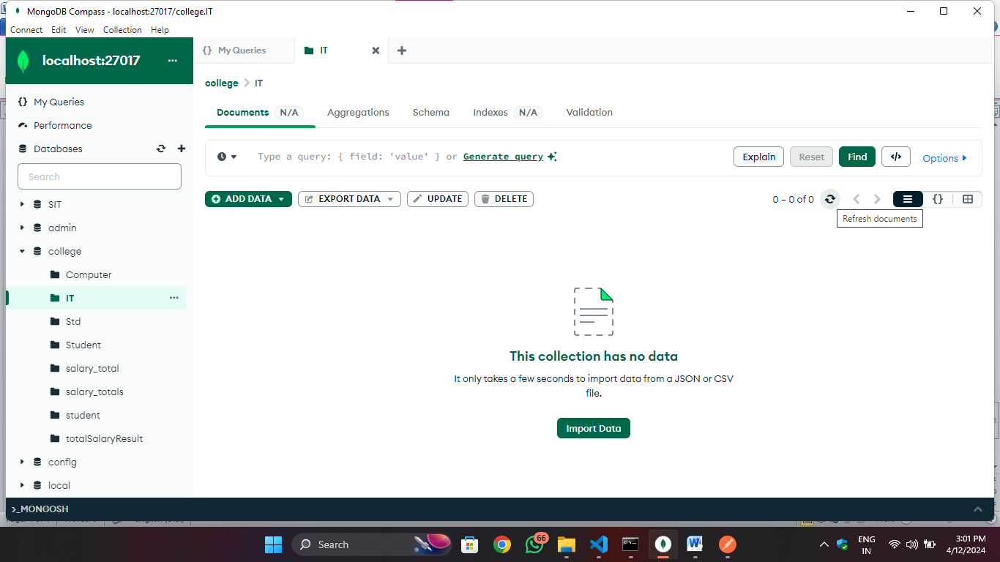 MongoDB Compass - localhost:27017/college.IT
Connect Edit View Collection Help
localhost:27017
My Queries
Performance
Databases
Search
SIT
admin
college
Computer
IT
Std
Student
salary_total
salary_totals
student
totalSalaryResult
config
local
{} My Queries
IT
college > IT
Documents N/A Aggregations Schema Indexes N/A Validation
Type a query: { field: 'value' } or Generate query
Explain Reset Find </> Options
ADD DATA EXPORT DATA UPDATE DELETE
0 – 0 of 0
Refresh documents
This collection has no data
It only takes a few seconds to import data from a JSON or CSV
file.
Import Data
>_MONGOSH
Search
66
ENG
IN
3:01 PM
4/12/2024